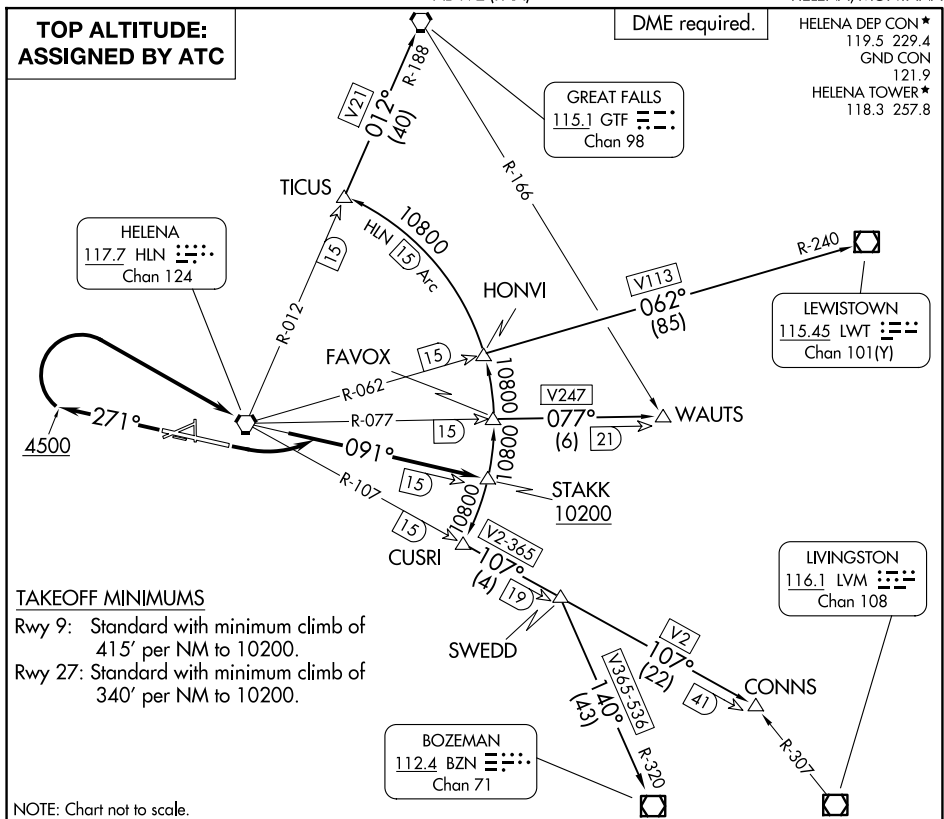 TOP ALTITUDE:
ASSIGNED BY ATC
DME required.
HELENA DEP CON ★
119.5 229.4
GND CON
121.9
HELENA TOWER ★
118.3 257.8
R-188
V21
012°
(40)
GREAT FALLS
115.1 GTF
Chan 98
R-166
TICUS
10800
HLN 15 Arc
HELENA
117.7 HLN
Chan 124
15
R-012
HONVI
R-240
V113
062°
(85)
LEWISTOWN
115.45 LWT
Chan 101(Y)
FAVOX
15
R-062
10800
V247
R-077
077°
WAUTS
15
(6)
21
271°
4500
091°
15
10800
STAKK
10200
R-107
15
10800
CUSRI
V2-365
107°
(4)
19
LIVINGSTON
116.1 LVM
Chan 108
TAKEOFF MINIMUMS
Rwy 9: Standard with minimum climb of
415' per NM to 10200.
Rwy 27: Standard with minimum climb of
340' per NM to 10200.
SWEDD
V2
107°
(22)
41
CONNS
V365-536
140°
(43)
R-320
R-307
BOZEMAN
112.4 BZN
Chan 71
NOTE: Chart not to scale.